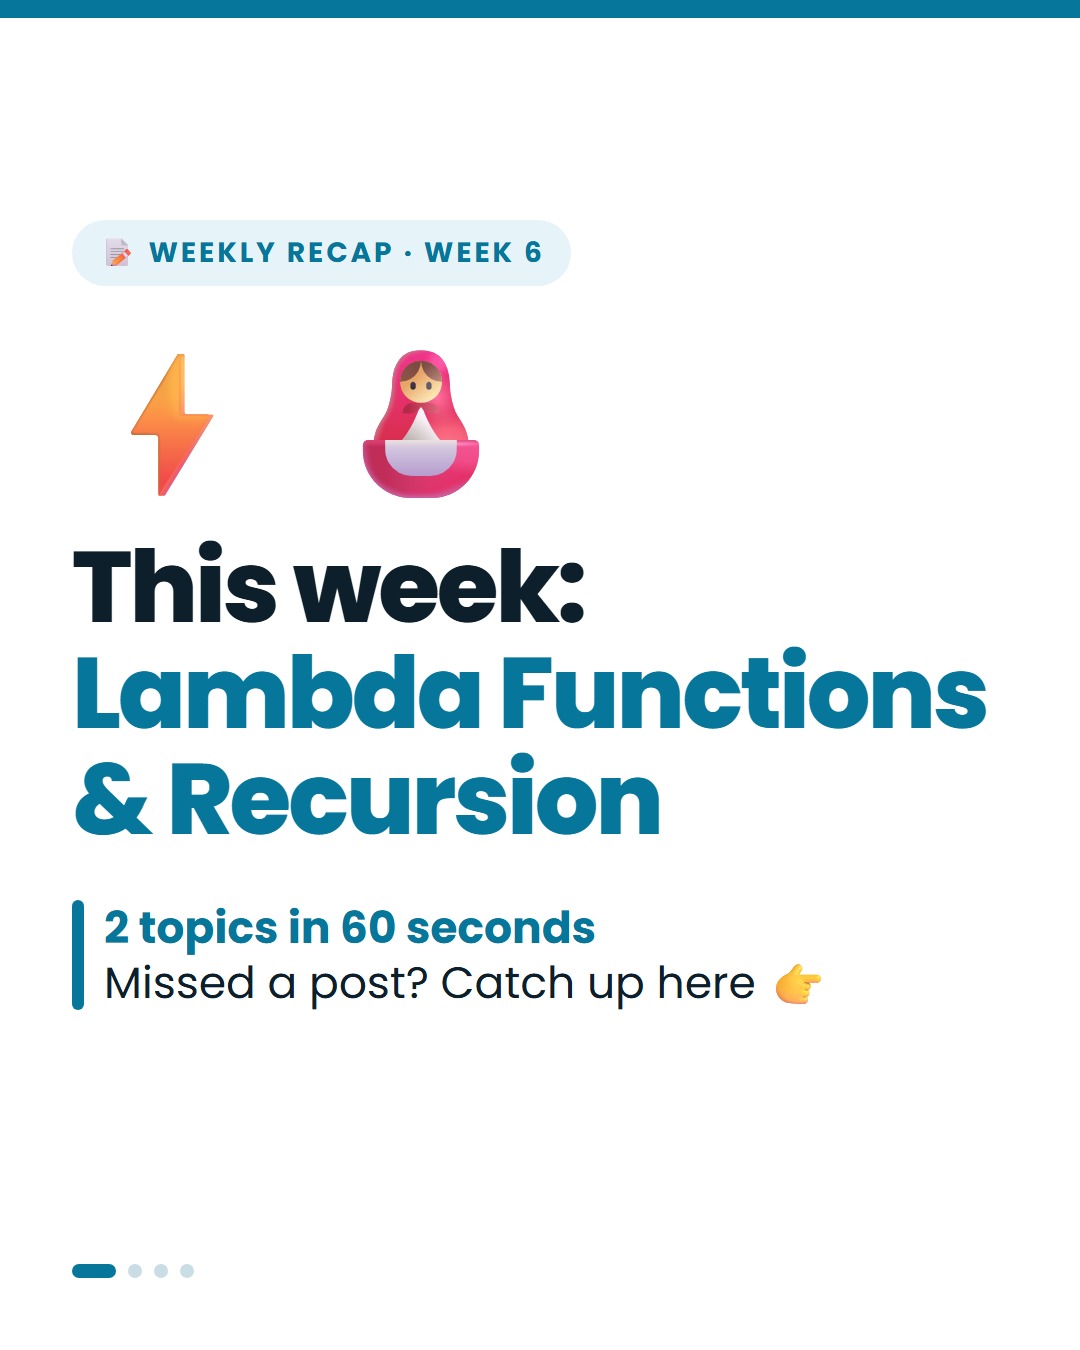 WEEKLY RECAP · WEEK 6
This week:
Lambda Functions
& Recursion
2 topics in 60 seconds
Missed a post? Catch up here 👉